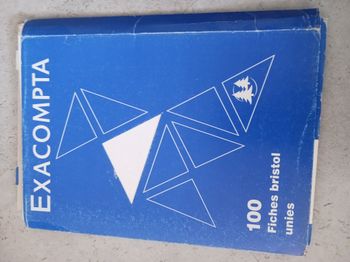 EXACOMPTA
100
Fiches bristol
unies